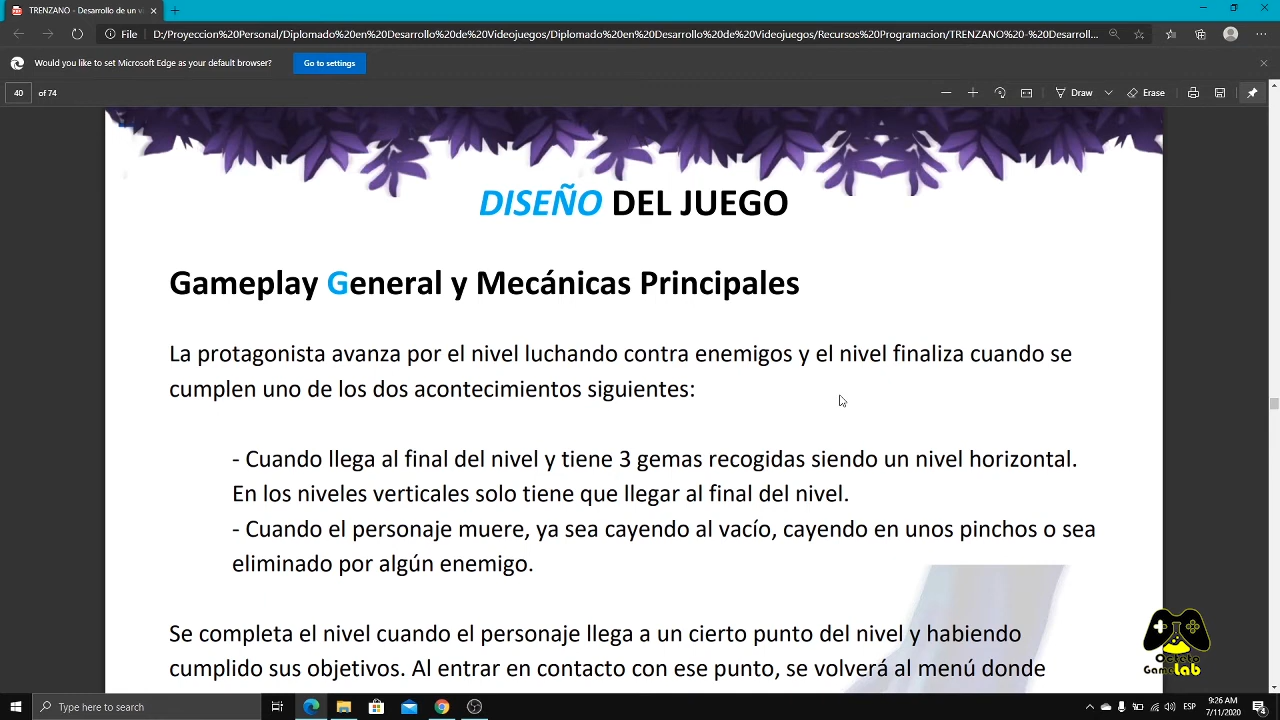 TRENZANO - Desarrollo de un vi
File
D:/Proyeccion%20Personal/Diplomado%20en%20Desarrollo%20de%20Videojuegos/Diplomado%20en%20Desarrollo%20de%20Videojuegos/Recursos%20Programacion/TRENZANO%20-%20Desarroll...
Would you like to set Microsoft Edge as your default browser?
Go to settings
40 of 74
Draw
Erase
DISEÑO DEL JUEGO
Gameplay General y Mecánicas Principales
La protagonista avanza por el nivel luchando contra enemigos y el nivel finaliza cuando se
cumplen uno de los dos acontecimientos siguientes:
- Cuando llega al final del nivel y tiene 3 gemas recogidas siendo un nivel horizontal.
En los niveles verticales solo tiene que llegar al final del nivel.
- Cuando el personaje muere, ya sea cayendo al vacío, cayendo en unos pinchos o sea
eliminado por algún enemigo.
Se completa el nivel cuando el personaje llega a un cierto punto del nivel y habiendo
cumplido sus objetivos. Al entrar en contacto con ese punto, se volverá al menú donde
Octeto
GameLab
Type here to search
ESP
9:26 AM
7/11/2020
4